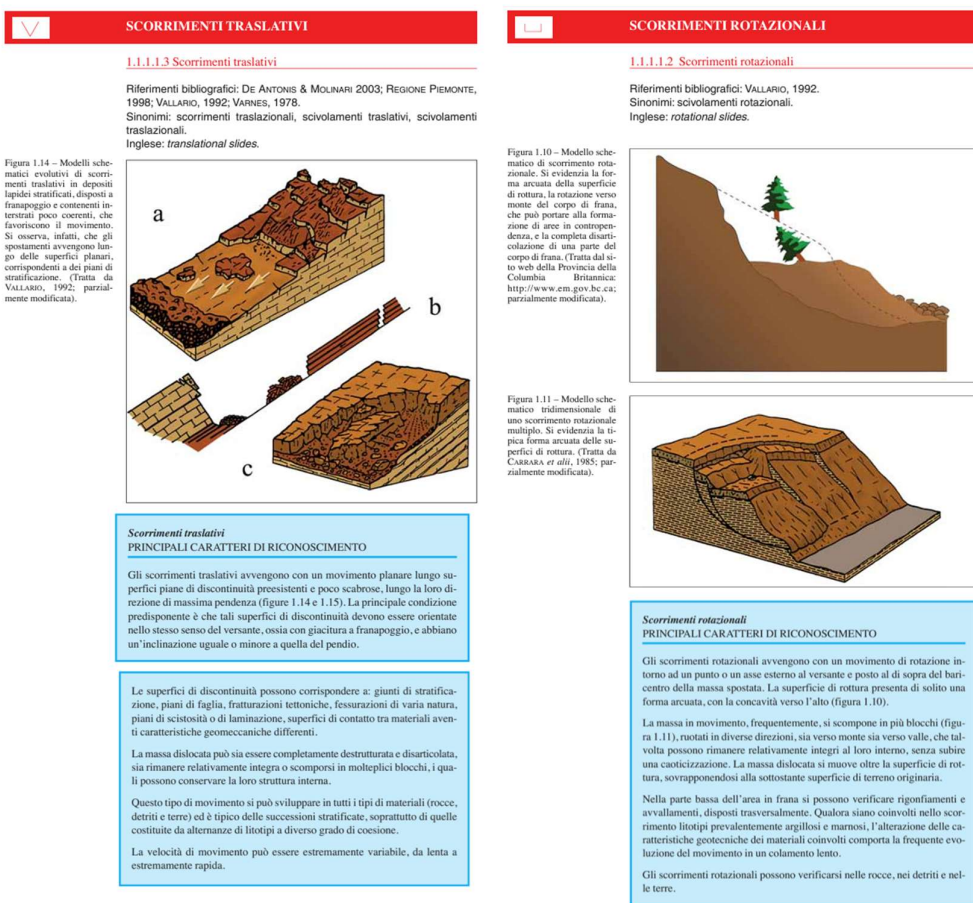 SCORRIMENTI TRASLATIVI
1.1.1.1.3 Scorrimenti traslativi
Riferimenti bibliografici: DE ANTONIS & MOLINARI 2003; REGIONE PIEMONTE,
1998; VALLARIO, 1992; VARNES, 1978.
Sinonimi: scorrimenti traslazionali, scivolamenti traslativi, scivolamenti
traslazionali.
Inglese: translational slides.
Figura 1.14 – Modelli sche-
matici evolutivi di scorri-
menti traslativi in depositi
lapidei stratificati, disposti a
franapoggio e contenenti in-
terstrati poco coerenti, che
favoriscono il movimento.
Si osserva, infatti, che gli
spostamenti avvengono lun-
go delle superfici planari,
corrispondenti a dei piani di
stratificazione. (Tratta da
VALLARIO, 1992; parzial-
mente modificata).
a
b
c
Scorrimenti traslativi
PRINCIPALI CARATTERI DI RICONOSCIMENTO
Gli scorrimenti traslativi avvengono con un movimento planare lungo su-
perfici piane di discontinuità preesistenti e poco scabrose, lungo la loro di-
rezione di massima pendenza (figure 1.14 e 1.15). La principale condizione
predisponente è che tali superfici di discontinuità devono essere orientate
nello stesso senso del versante, ossia con giacitura a franapoggio, e abbiano
un'inclinazione uguale o minore a quella del pendio.
Le superfici di discontinuità possono corrispondere a: giunti di stratifica-
zione, piani di faglia, fratturazioni tettoniche, fessurazioni di varia natura,
piani di scistosità o di laminazione, superfici di contatto tra materiali aven-
ti caratteristiche geomeccaniche differenti.
La massa dislocata può sia essere completamente destrutturata e disarticolata,
sia rimanere relativamente integra o scomporsi in molteplici blocchi, i qua-
li possono conservare la loro struttura interna.
Questo tipo di movimento si può sviluppare in tutti i tipi di materiali (rocce,
detriti e terre) ed è tipico delle successioni stratificate, soprattutto di quelle
costituite da alternanze di litotipi a diverso grado di coesione.
La velocità di movimento può essere estremamente variabile, da lenta a
estremamente rapida.
SCORRIMENTI ROTAZIONALI
1.1.1.1.2 Scorrimenti rotazionali
Riferimenti bibliografici: VALLARIO, 1992.
Sinonimi: scivolamenti rotazionali.
Inglese: rotational slides.
Figura 1.10 – Modello sche-
matico di scorrimento rota-
zionale. Si evidenzia la for-
ma arcuata della superficie
di rottura, la rotazione verso
monte del corpo di frana,
che può portare alla forma-
zione di aree in contropen-
denza, e la completa disarti-
colazione di una parte del
corpo di frana. (Tratta dal si-
to web della Provincia della
Columbia Britannica:
http://www.em.gov.bc.ca;
parzialmente modificata).
Figura 1.11 – Modello sche-
matico tridimensionale di
uno scorrimento rotazionale
multiplo. Si evidenzia la ti-
pica forma arcuata delle su-
perfici di rottura. (Tratta da
CARRARA et alii, 1985; par-
zialmente modificata).
Scorrimenti rotazionali
PRINCIPALI CARATTERI DI RICONOSCIMENTO
Gli scorrimenti rotazionali avvengono con un movimento di rotazione in-
torno ad un punto o un asse esterno al versante e posto al di sopra del bari-
centro della massa spostata. La superficie di rottura presenta di solito una
forma arcuata, con la concavità verso l'alto (figura 1.10).
La massa in movimento, frequentemente, si scompone in più blocchi (figu-
ra 1.11), ruotati in diverse direzioni, sia verso monte sia verso valle, che tal-
volta possono rimanere relativamente integri al loro interno, senza subire
una caoticizzazione. La massa dislocata si muove oltre la superficie di rot-
tura, sovrapponendosi alla sottostante superficie di terreno originaria.
Nella parte bassa dell'area in frana si possono verificare rigonfiamenti e
avvallamenti, disposti trasversalmente. Qualora siano coinvolti nello scor-
rimento litotipi prevalentemente argillosi e marnosi, l'alterazione delle ca-
ratteristiche geotecniche dei materiali coinvolti comporta la frequente evo-
luzione del movimento in un colamento lento.
Gli scorrimenti rotazionali possono verificarsi nelle rocce, nei detriti e nel-
le terre.